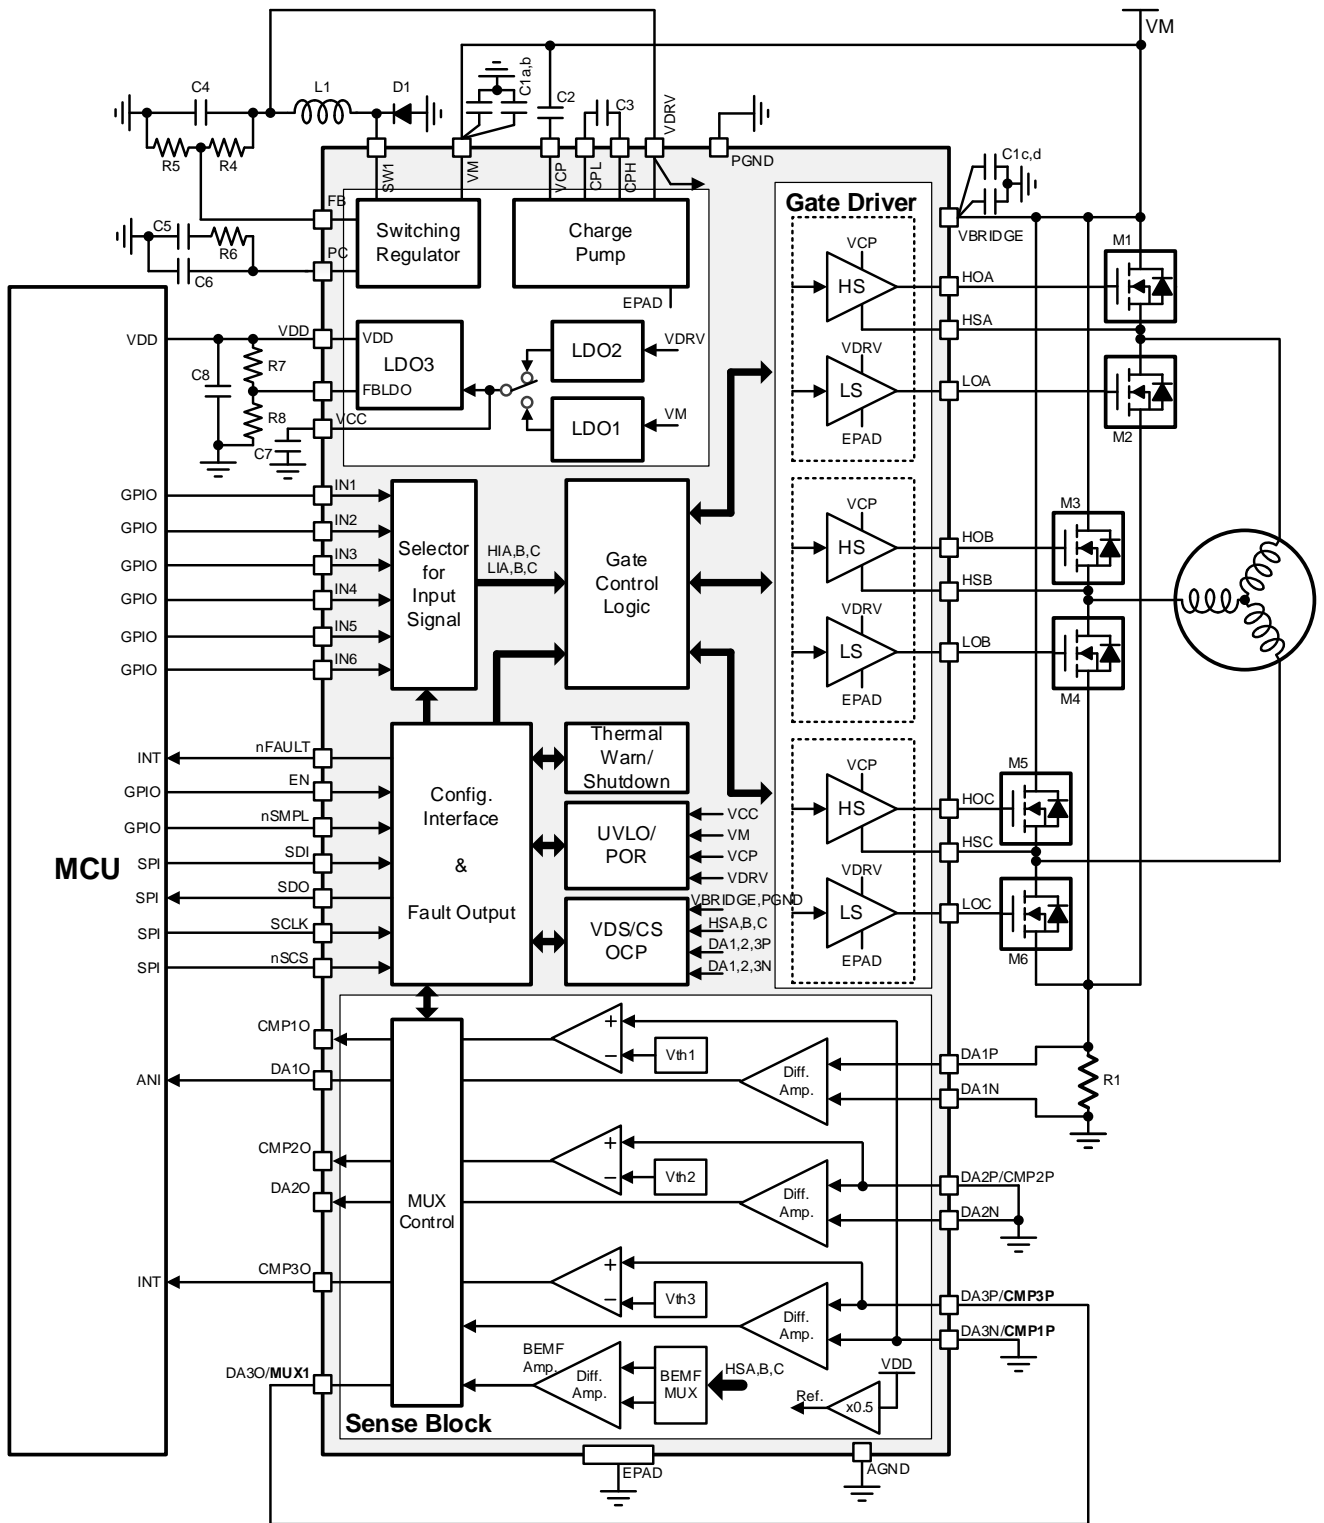 VM
C4
L1
D1
C1a,b
C2
C3
VDRV
R5
R4
SW1
VM
VCP
CPL
CPH
PGND
C1c,d
FB
Switching
Regulator
Charge
Pump
Gate Driver
VBRIDGE
C5
R6
C6
PC
EPAD
VCP
HS
HOA
M1
HSA
VDD
VDD
VDD
LDO3
FBLDO
LDO2
VDRV
VDRV
LS
LOA
EPAD
M2
C8
R7
R8
VCC
C7
LDO1
VM
GPIO
IN1
GPIO
IN2
GPIO
IN3
GPIO
IN4
GPIO
IN5
GPIO
IN6
Selector
for
Input
Signal
HIA,B,C
LIA,B,C
Gate
Control
Logic
VCP
HS
HOB
M3
HSB
VDRV
LS
LOB
EPAD
M4
INT
nFAULT
GPIO
EN
GPIO
nSMPL
SPI
SDI
MCU
SPI
SDO
SPI
SCLK
SPI
nSCS
Config.
Interface
&
Fault Output
Thermal
Warn/
Shutdown
UVLO/
POR
VCC
VM
VCP
VDRV
VDS/CS
OCP
VBRIDGE,PGND
HSA,B,C
DA1,2,3P
DA1,2,3N
VCP
HS
HOC
M5
HSC
VDRV
LS
LOC
EPAD
M6
CMP1O
+
−
Vth1
ANI
DA1O
Diff.
Amp.
DA1P
DA1N
R1
CMP2O
+
−
Vth2
DA2O
MUX
Control
Diff.
Amp.
DA2P/CMP2P
DA2N
INT
CMP3O
+
−
Vth3
Diff.
Amp.
DA3P/CMP3P
DA3N/CMP1P
DA3O/MUX1
BEMF
Amp.
Diff.
Amp.
BEMF
MUX
HSA,B,C
VDD
Ref.
x0.5
Sense Block
EPAD
AGND